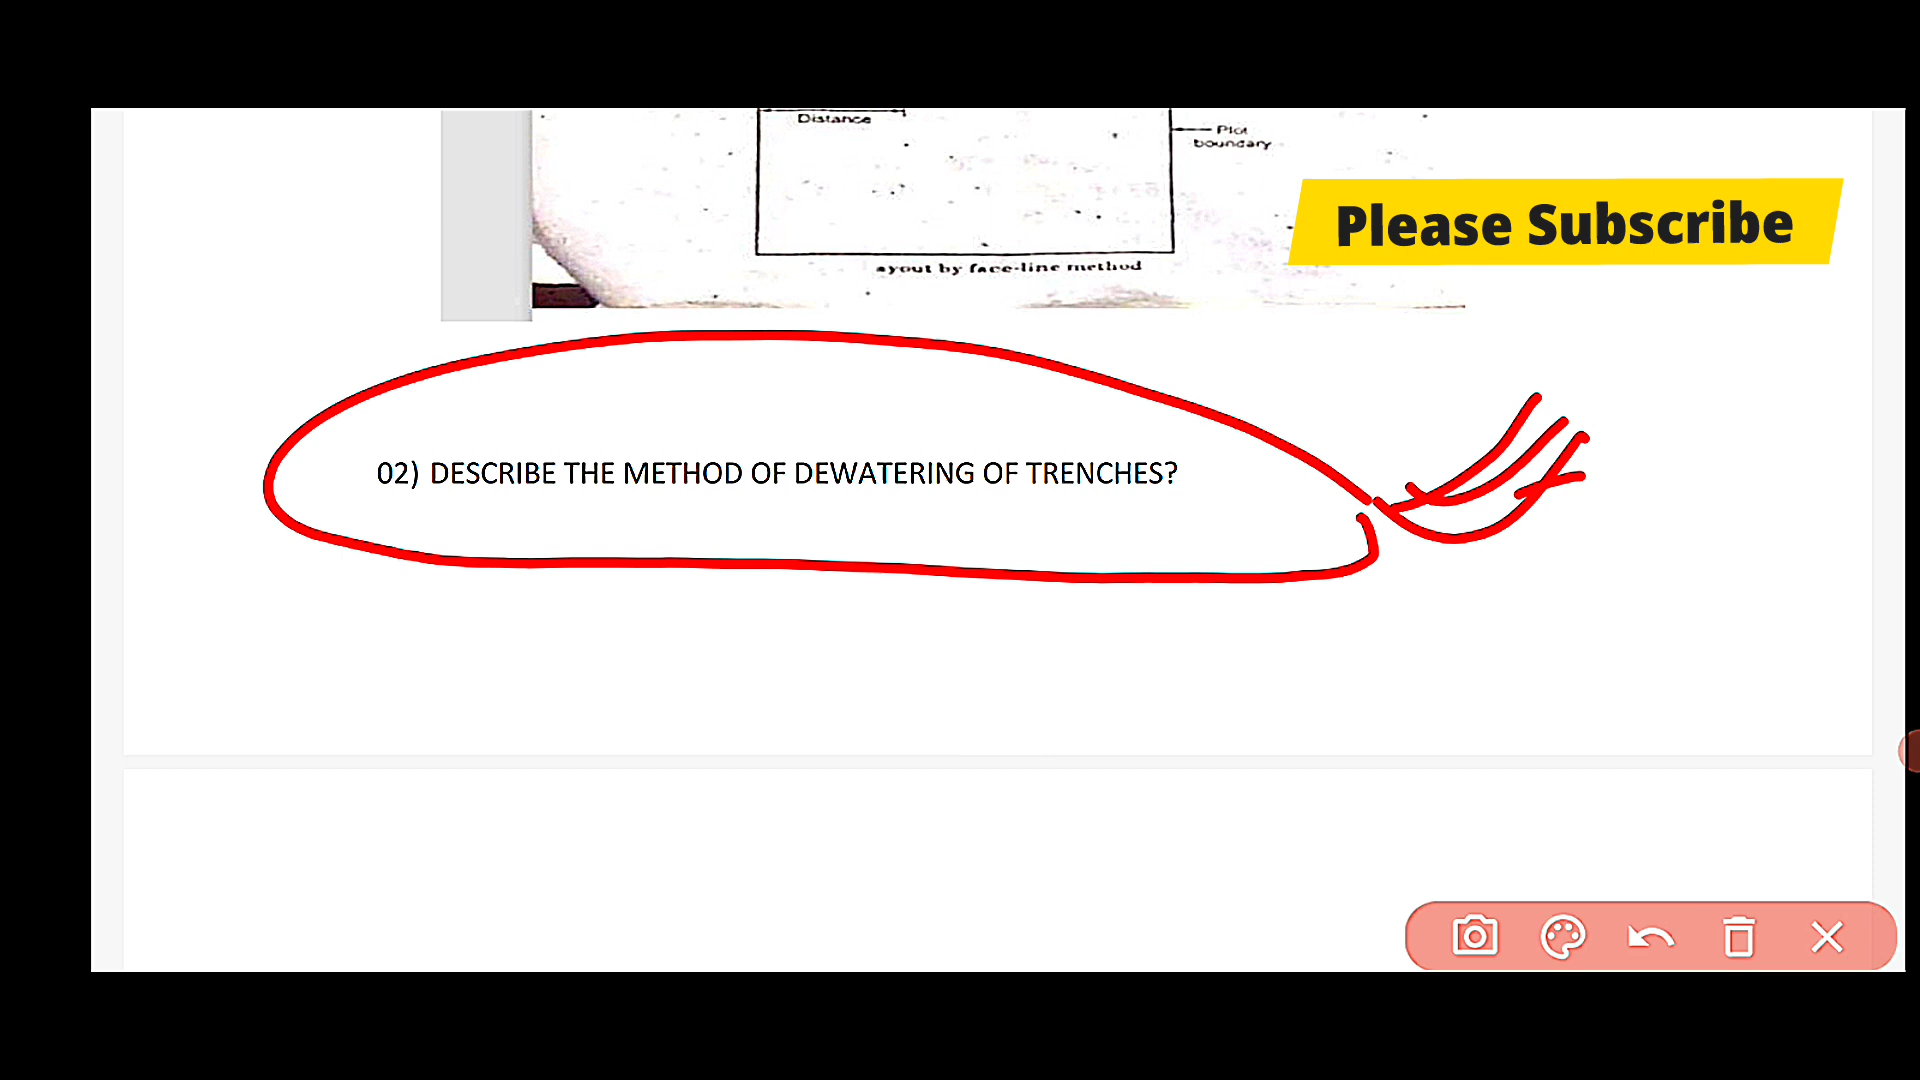 Distance
Plot
boundary
Please Subscribe
ayout by face-line method
02) DESCRIBE THE METHOD OF DEWATERING OF TRENCHES?